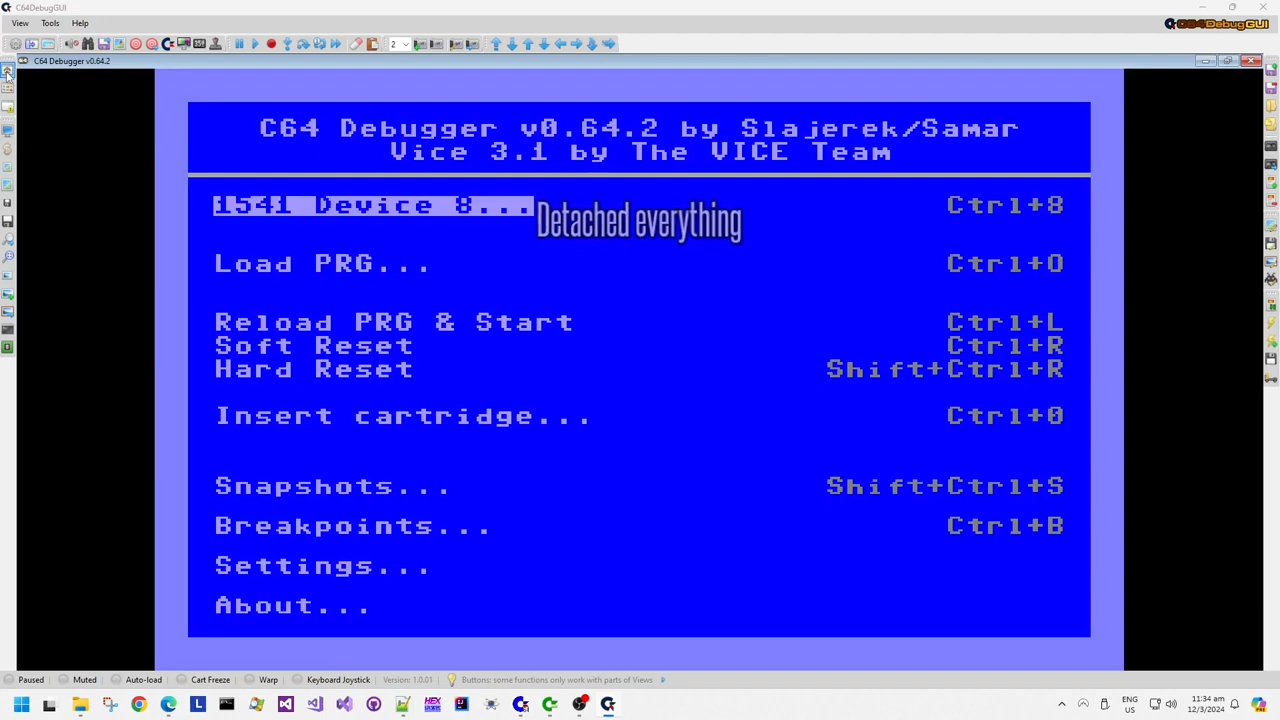 C64DebugGUI
View Tools Help
C64DebugGUI
2
C64 Debugger v0.64.2
C64 Debugger v0.64.2 by Slajerek/Samar
Vice 3.1 by The VICE Team
1541 Device 8... Ctrl+8
Detached everything
Load PRG... Ctrl+O
Reload PRG & Start Ctrl+L
Soft Reset Ctrl+R
Hard Reset Shift+Ctrl+R
Insert cartridge... Ctrl+0
Snapshots... Shift+Ctrl+S
Breakpoints... Ctrl+B
Settings...
About...
Paused Muted Auto-load Cart Freeze Warp Keyboard Joystick Version: 1.0.01 Buttons: some functions only work with parts of Views
HEX
ENG
US
11:34 am
12/3/2024